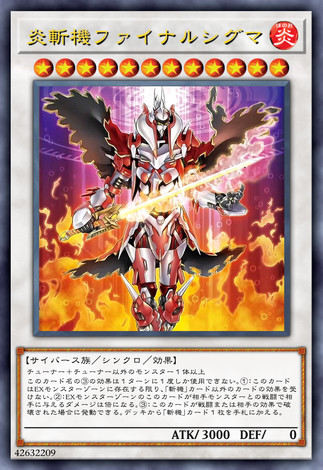 炎斬機ファイナルシグマ
炎
【サイバース族／シンクロ／効果】
チューナー＋チューナー以外のモンスター１体以上
このカード名の③の効果は１ターンに１度しか使用できない。①：このカード
はEXモンスターゾーンに存在する限り、「斬機」カード以外のカードの効果を受
けない。②：EXモンスターゾーンのこのカードが相手モンスターとの戦闘で相
手に与えるダメージは倍になる。③：このカードが戦闘または相手の効果で破
壊された場合に発動できる。デッキから「斬機」カード１枚を手札に加える。
ATK/ 3000 DEF/ 0
42632209